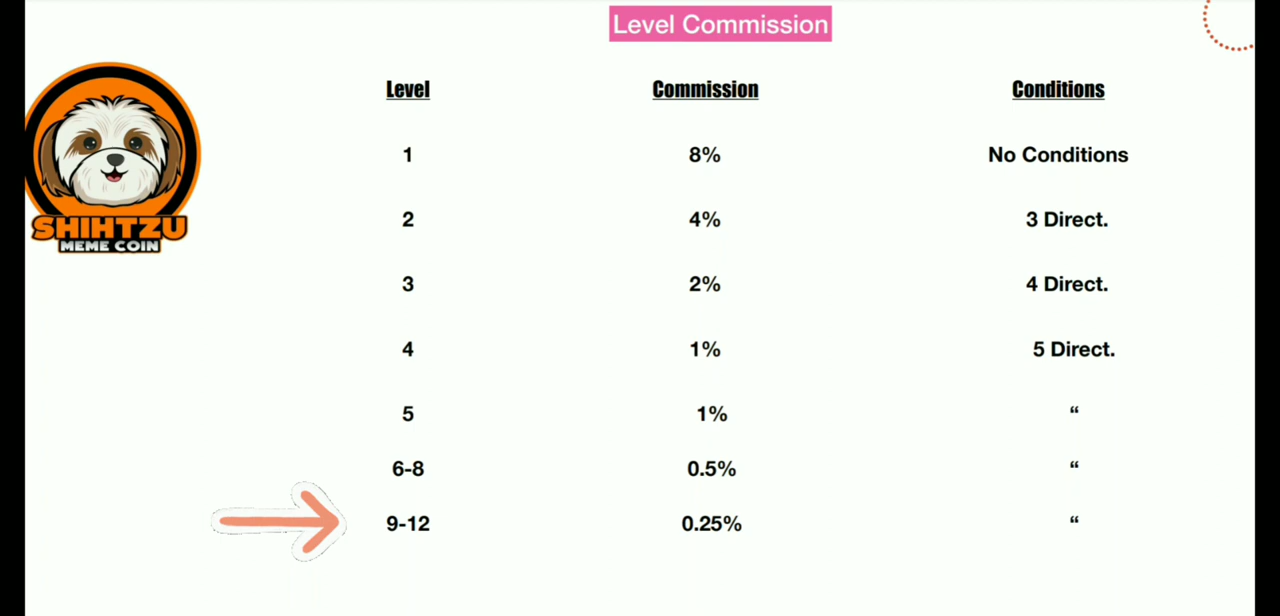 Level Commission
Level Commission Conditions
1 8% No Conditions
2 4% 3 Direct.
3 2% 4 Direct.
4 1% 5 Direct.
5 1% “
6-8 0.5% “
9-12 0.25% “
SHIHTZU
MEME COIN